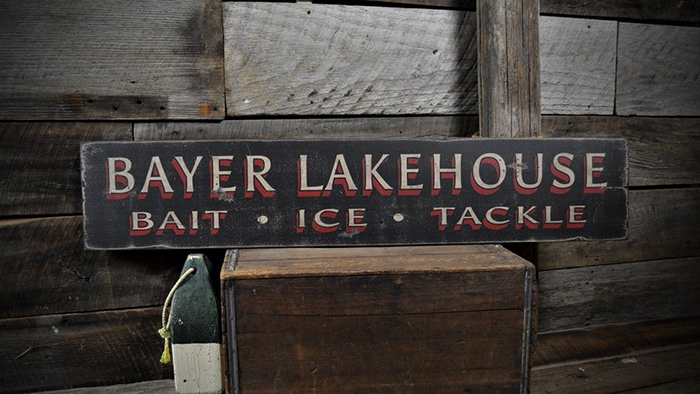 BAYER LAKEHOUSE
BAIT • ICE • TACKLE